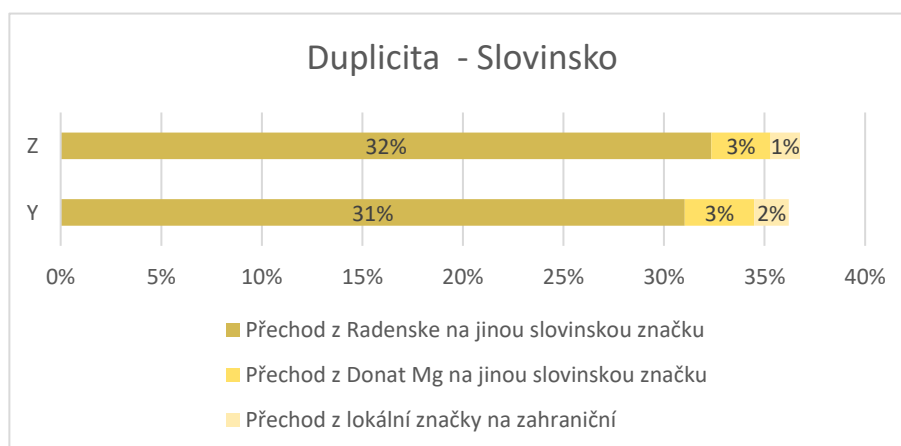 Duplicita - Slovinsko
Z
32%
3%
1%
Y
31%
3%
2%
0%
5%
10%
15%
20%
25%
30%
35%
40%
Přechod z Radenske na jinou slovinskou značku
Přechod z Donat Mg na jinou slovinskou značku
Přechod z lokální značky na zahraniční